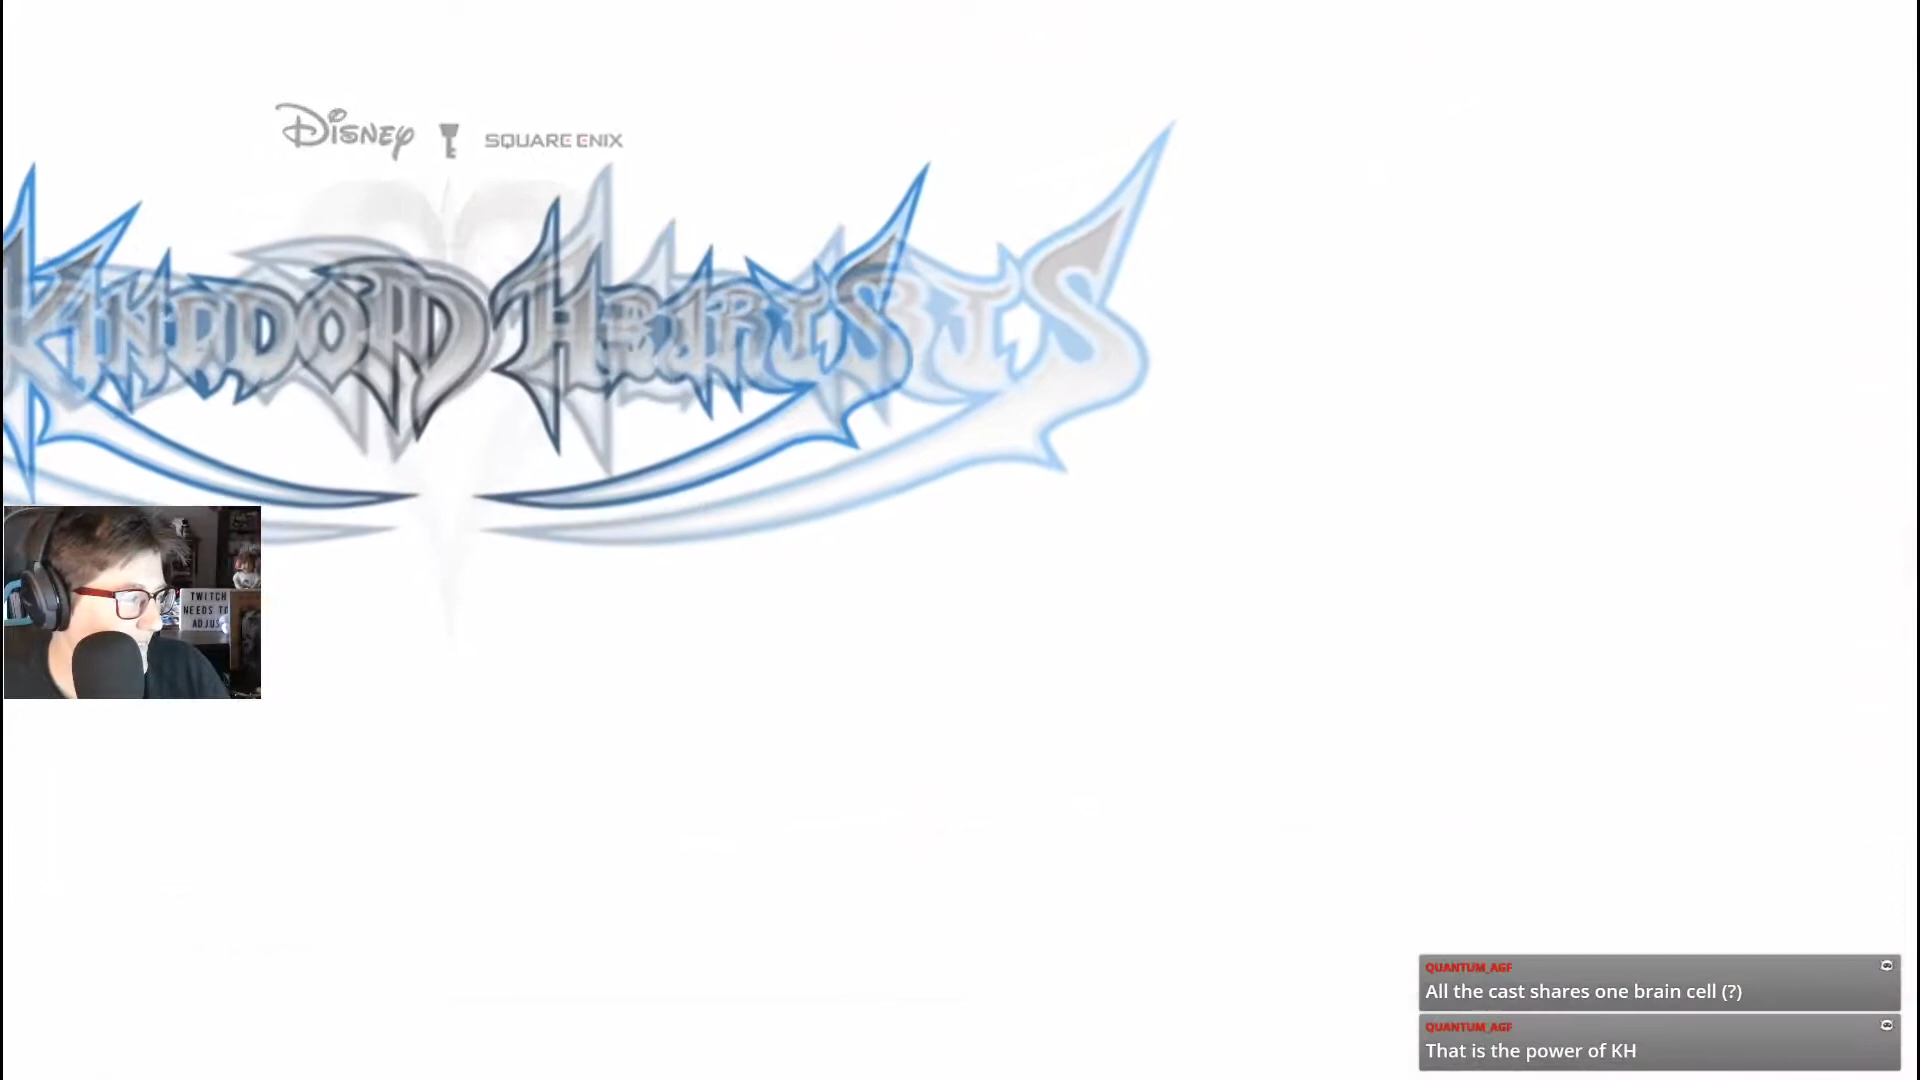 Disney SQUARE ENIX
KINGDOM HEARTS
TWITCH
NEEDS TO
ADJUS
QUANTUM_AGF
All the cast shares one brain cell (?)
QUANTUM_AGF
That is the power of KH